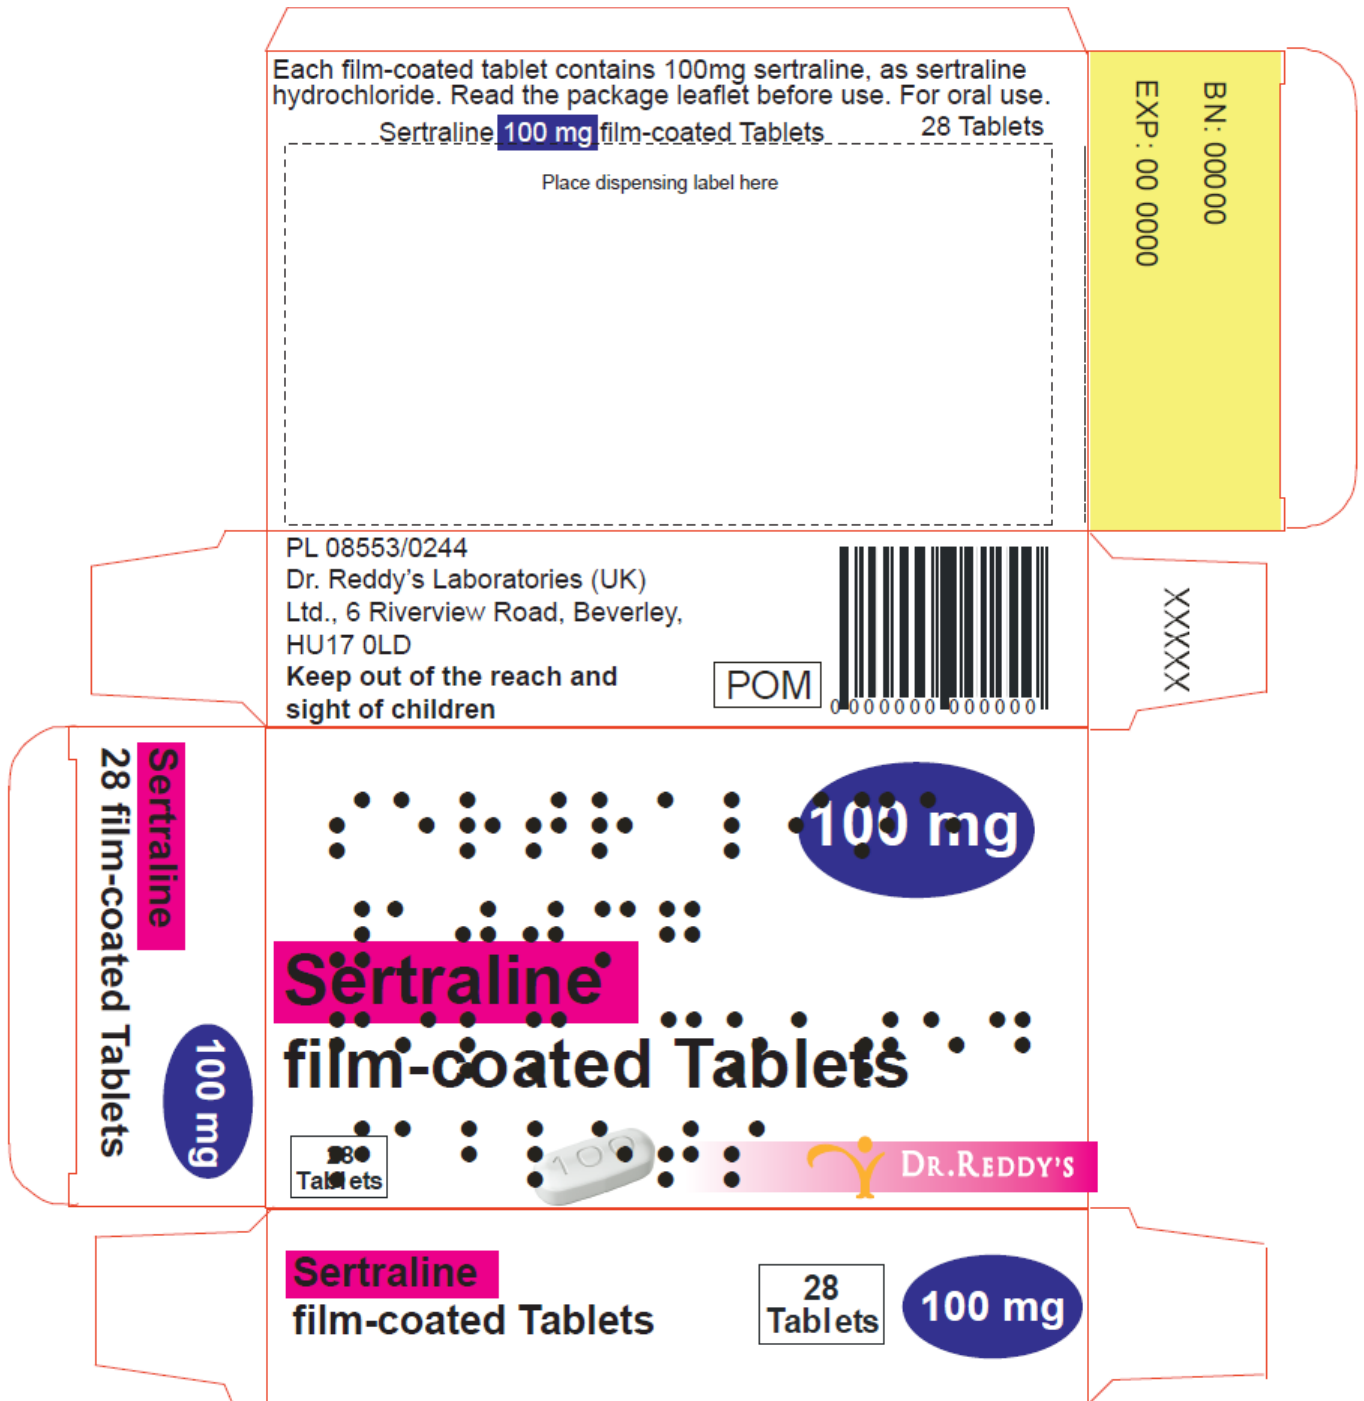 Each film-coated tablet contains 100mg sertraline, as sertraline
hydrochloride. Read the package leaflet before use. For oral use.
Sertraline 100 mg film-coated Tablets 28 Tablets
Place dispensing label here
BN: 00000
EXP: 00 0000
PL 08553/0244
Dr. Reddy’s Laboratories (UK)
Ltd., 6 Riverview Road, Beverley,
HU17 0LD
Keep out of the reach and
sight of children
POM
0 000000 000000
XXXXX
Sertraline
28 film-coated Tablets
100 mg
100 mg
Sertraline
film-coated Tablets
28
Tablets
100
DR.REDDY’S
Sertraline
film-coated Tablets
28
Tablets
100 mg